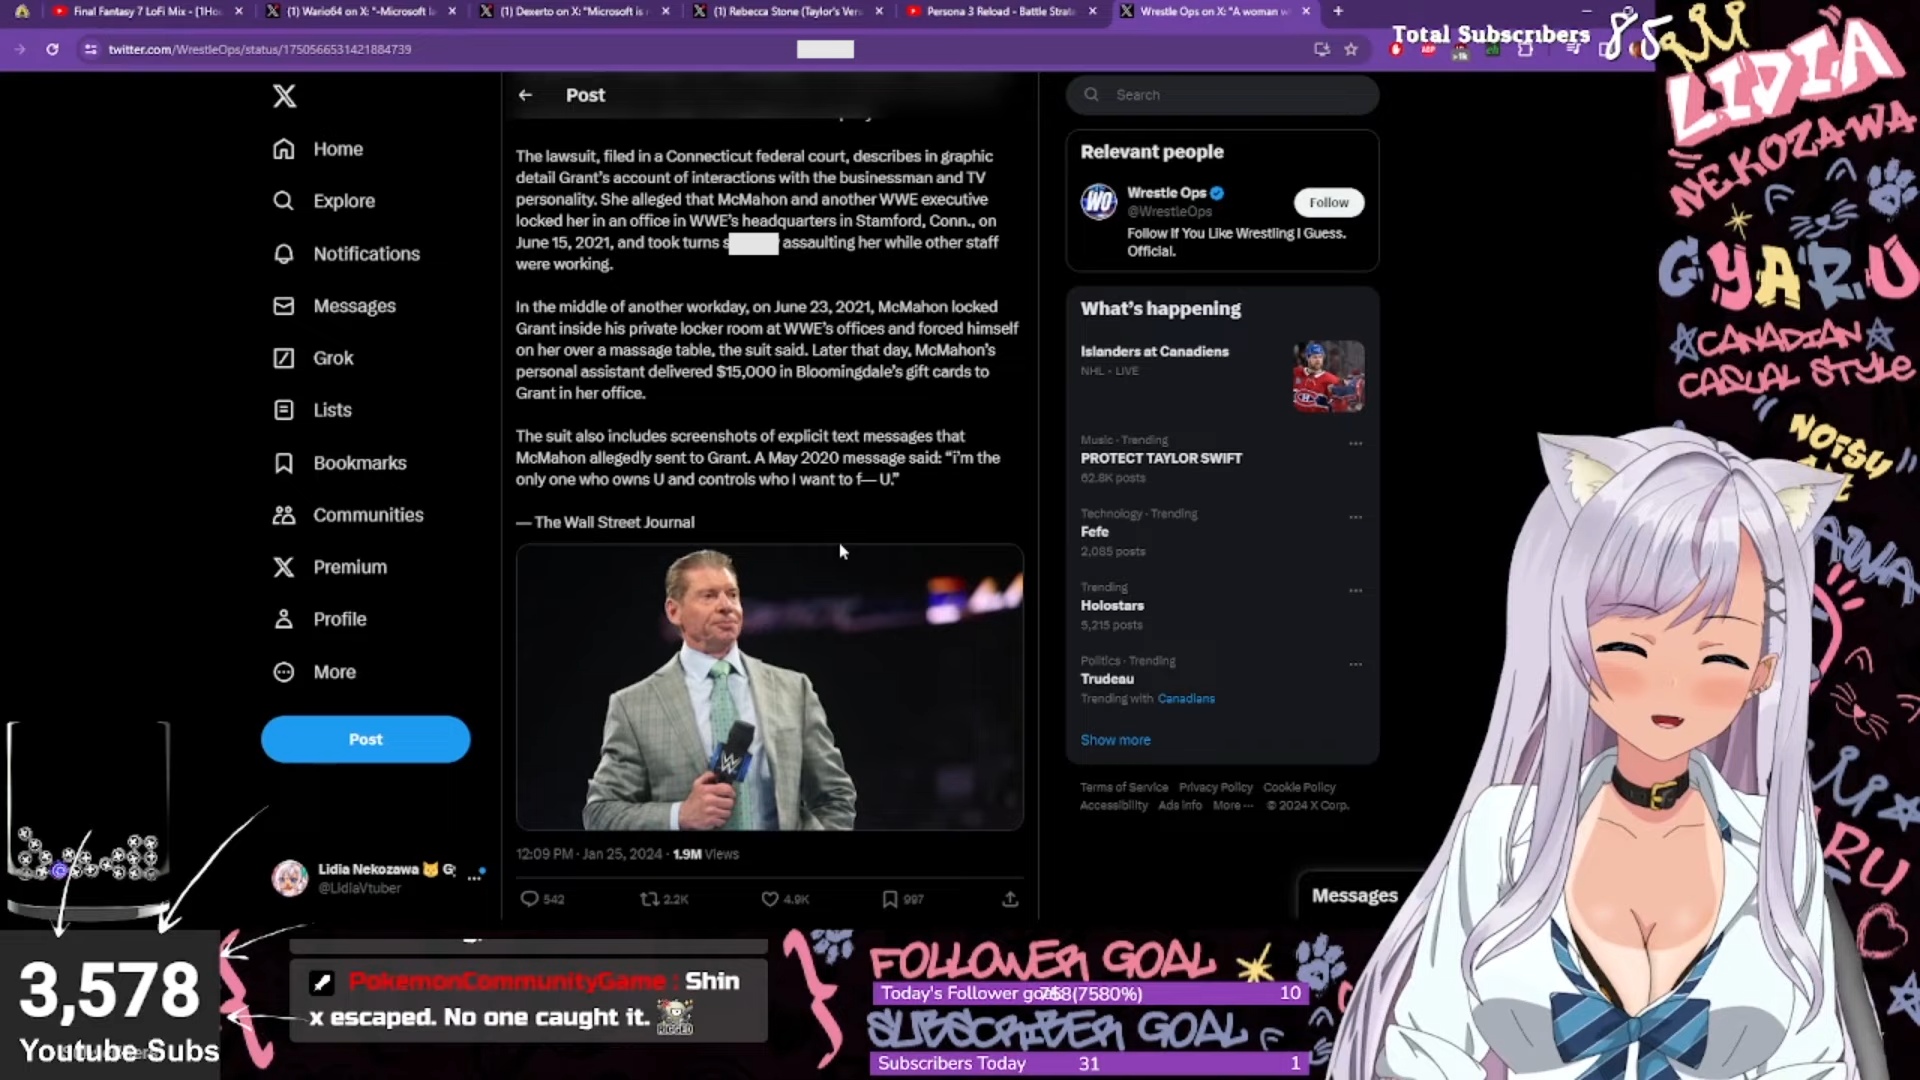 Final Fantasy 7 LoFi Mix - (1Ho
(1) Wario64 on X: "-Microsoft la
(1) Dexerto on X: "Microsoft is
(1) Rebecca Stone (Taylor's Ver
Persona 3 Reload - Battle Strat
Wrestle Ops on X: "A woman w
twitter.com/WrestleOps/status/1750566531421884739
Total Subscribers 85
Home
Explore
Notifications
Messages
Grok
Lists
Bookmarks
Communities
Premium
Profile
More
Post
Lidia Nekozawa G
@LidiaVtuber
Post
The lawsuit, filed in a Connecticut federal court, describes in graphic
detail Grant's account of interactions with the businessman and TV
personality. She alleged that McMahon and another WWE executive
locked her in an office in WWE's headquarters in Stamford, Conn., on
June 15, 2021, and took turns s assaulting her while other staff
were working.
In the middle of another workday, on June 23, 2021, McMahon locked
Grant inside his private locker room at WWE's offices and forced himself
on her over a massage table, the suit said. Later that day, McMahon's
personal assistant delivered $15,000 in Bloomingdale's gift cards to
Grant in her office.
The suit also includes screenshots of explicit text messages that
McMahon allegedly sent to Grant. A May 2020 message said: "i'm the
only one who owns U and controls who I want to f— U."
— The Wall Street Journal
12:09 PM · Jan 25, 2024 · 1.9M Views
542
2.2K
4.9K
997
Search
Relevant people
Wrestle Ops
@WrestleOps
Follow
Follow If You Like Wrestling I Guess.
Official.
What's happening
Islanders at Canadiens
NHL · LIVE
Music · Trending
PROTECT TAYLOR SWIFT
62.8K posts
Technology · Trending
Fefe
2,085 posts
Trending
Holostars
5,215 posts
Politics · Trending
Trudeau
Trending with Canadians
Show more
Terms of Service Privacy Policy Cookie Policy
Accessibility Ads info More ··· © 2024 X Corp.
Messages
LIDIA
NEKOZAWA
GYARU
CANADIAN
CASUAL STYLE
NOISY
3,578
Youtube Subs
PokemonCommunityGame : Shin
x escaped. No one caught it.
RIGGED
FOLLOWER GOAL
Today's Follower goal 758(7580%) 10
SUBSCRIBER GOAL
Subscribers Today 31 1